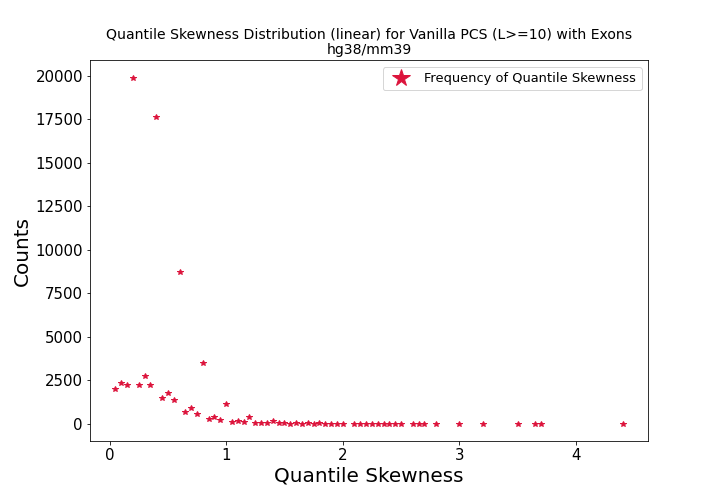 Quantile Skewness Distribution (linear) for Vanilla PCS (L>=10) with Exons
hg38/mm39
Frequency of Quantile Skewness
20000
17500
15000
12500
10000
7500
5000
2500
0
Counts
0 1 2 3 4
Quantile Skewness